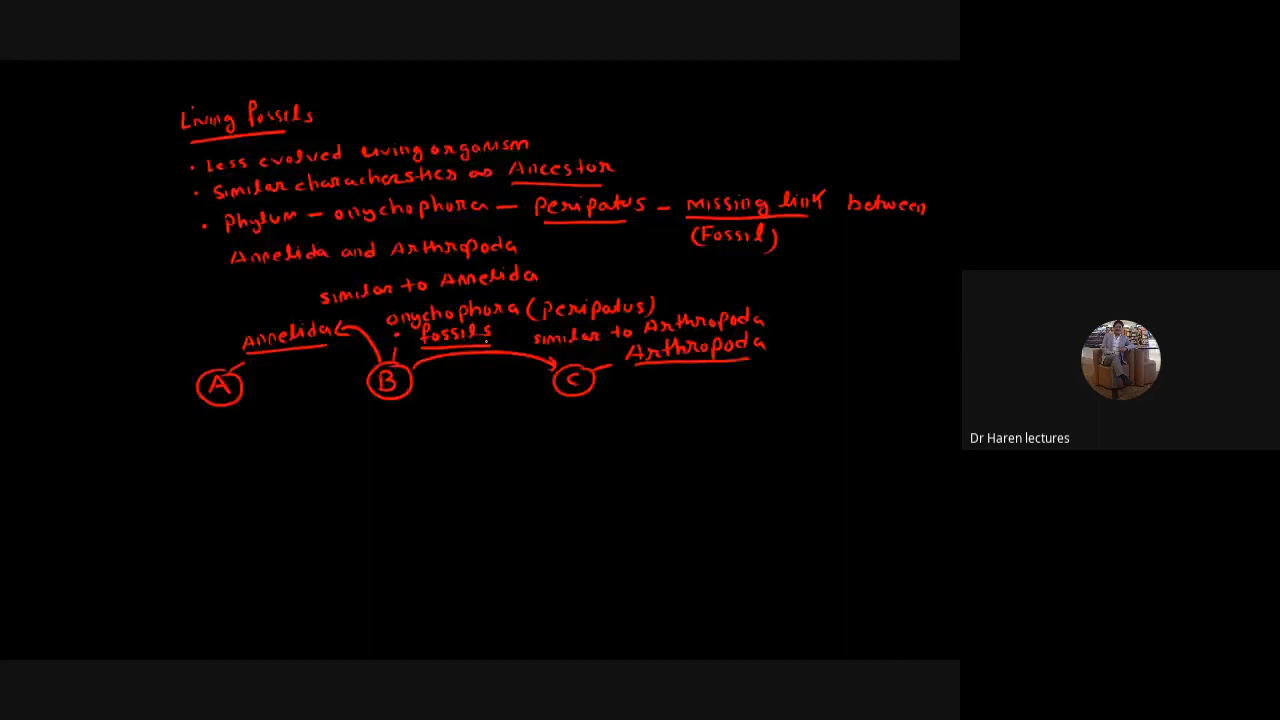 Living Fossils
• Less evolved living organism
• Similar characterstics as Ancestor
• Phylum – onychophora – Peripatus – Missing link between
(Fossil)
Annelida and Arthropoda
similar to Annelida
onychophora (Peripatus)
Annelida
fossils
similar to Arthropoda
Arthropoda
A
B
C
Dr Haren lectures